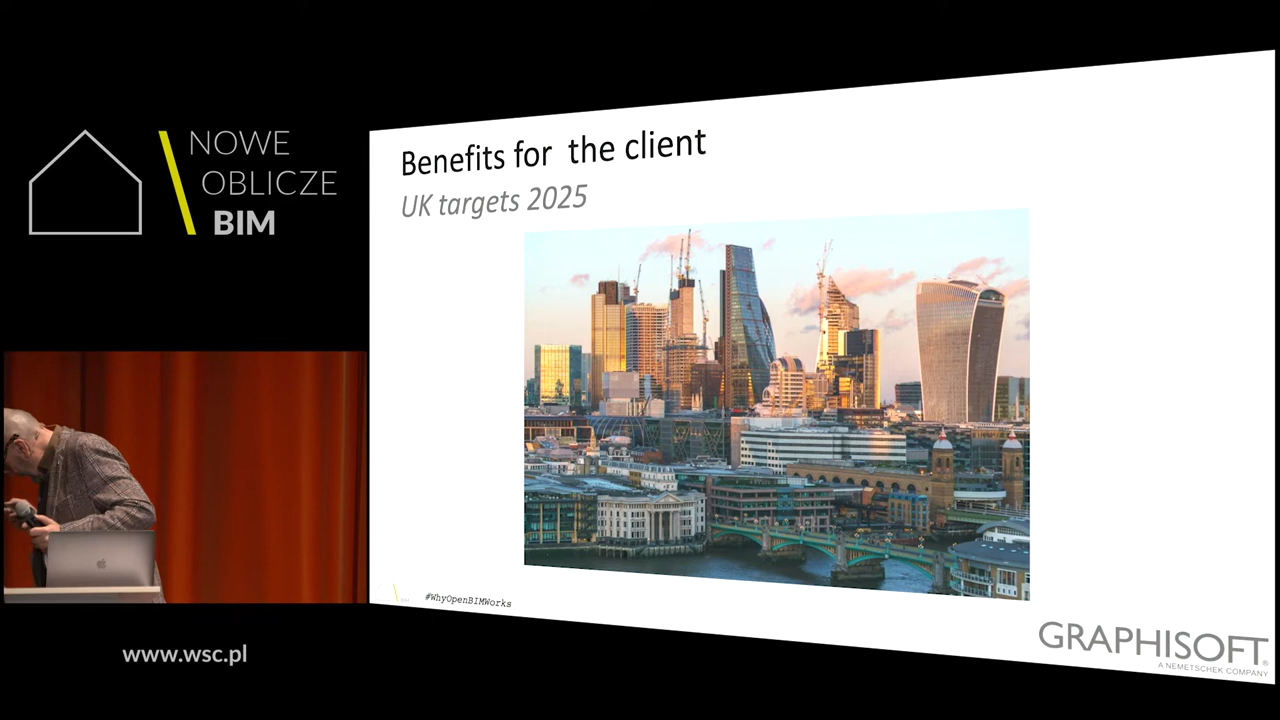 NOWE
OBLICZE
BIM
Benefits for the client
UK targets 2025
#WhyOpenBIMWorks
GRAPHISOFT®
A NEMETSCHEK COMPANY
www.wsc.pl